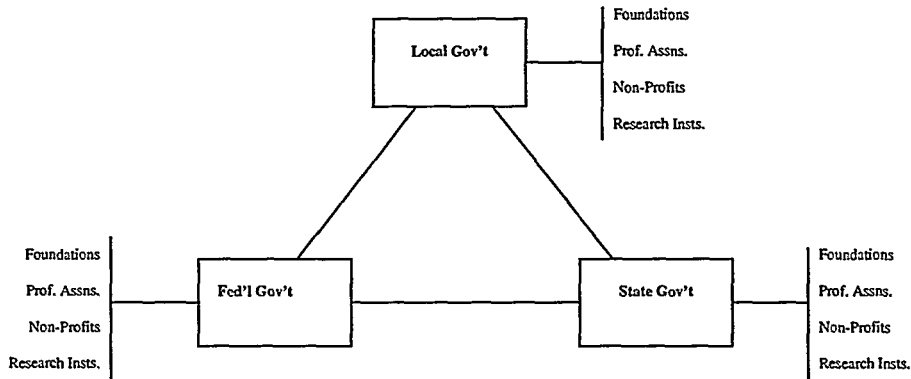 Foundations
Local Gov't
Prof. Assns.
Non-Profits
Research Insts.
Foundations
Prof. Assns.
Non-Profits
Research Insts.
Fed'l Gov't
State Gov't
Foundations
Prof. Assns.
Non-Profits
Research Insts.